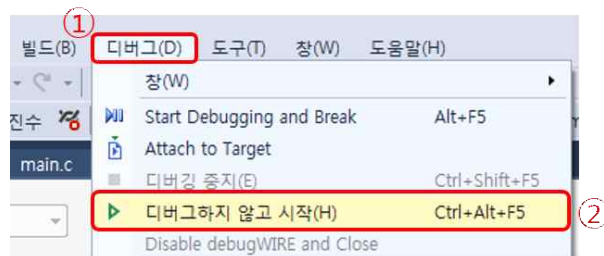 ①
빌드(B) 디버그(D) 도구(T) 창(W) 도움말(H)
창(W)
진수
Start Debugging and Break Alt+F5
Attach to Target
main.c
디버깅 중지(E) Ctrl+Shift+F5
디버그하지 않고 시작(H) Ctrl+Alt+F5
②
Disable debugWIRE and Close